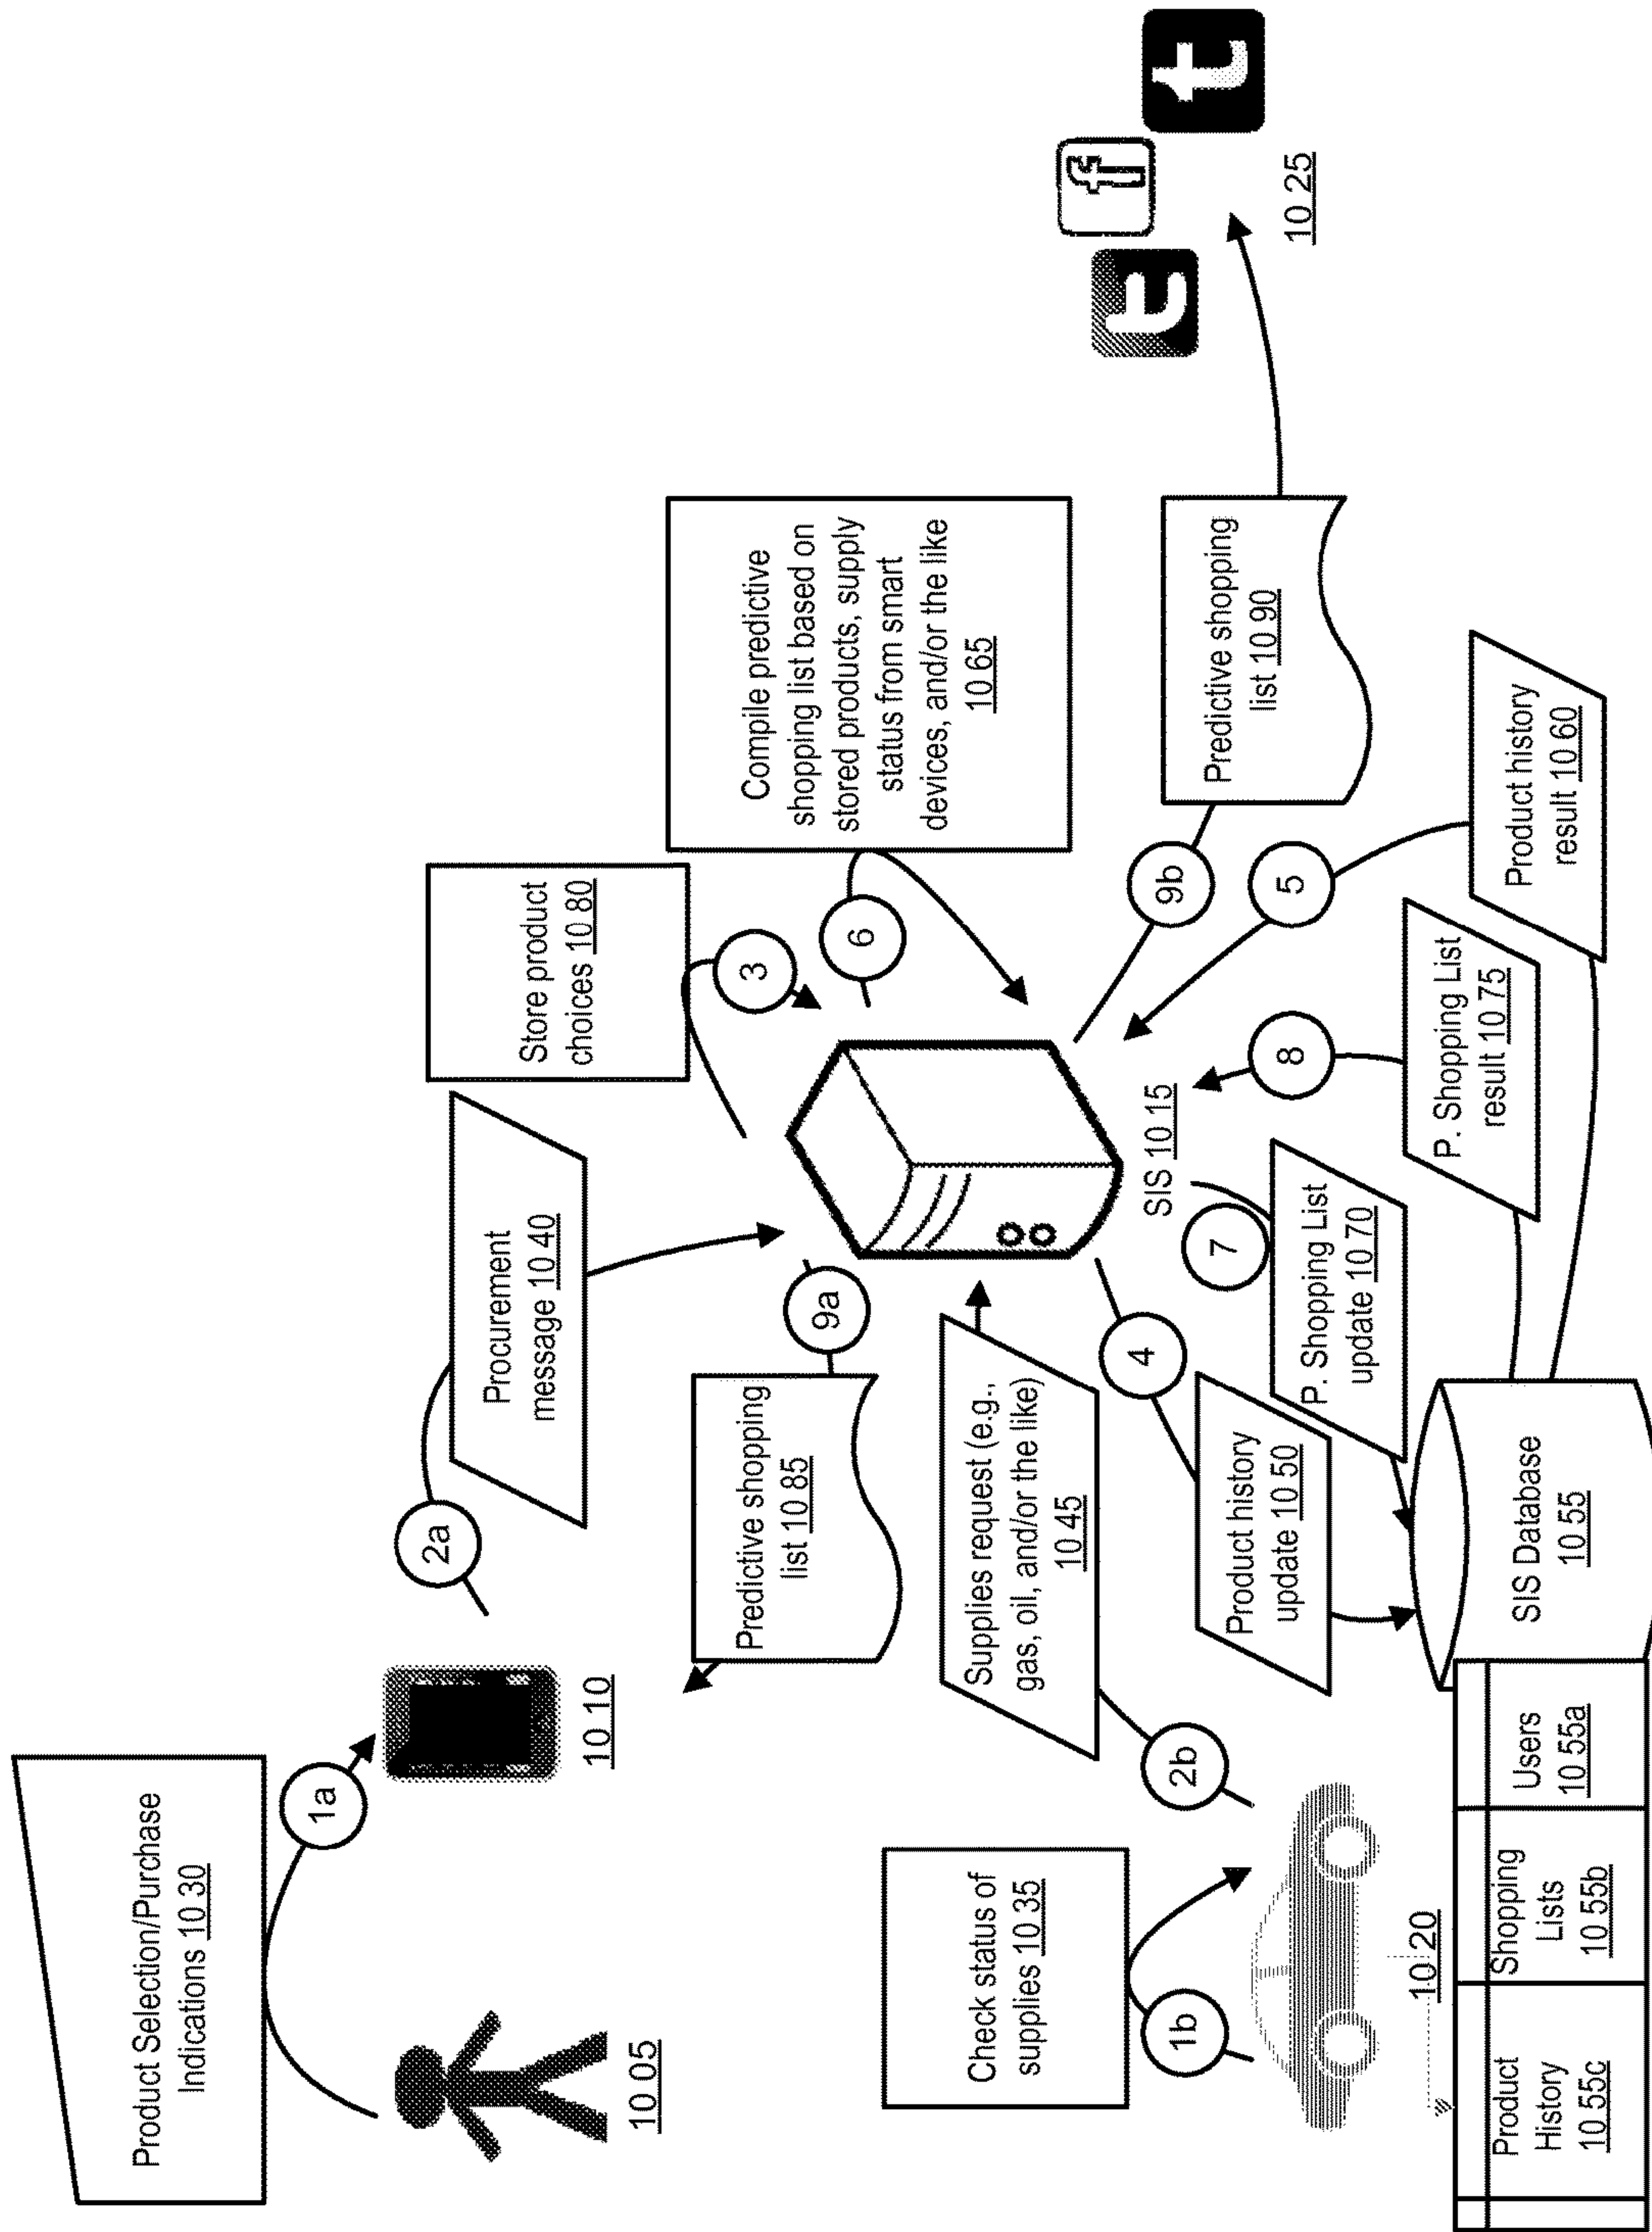 Product Selection/Purchase
Indications 10 30
1a
10 05
10 10
2a
Procurement
message 10 40
Store product
choices 10 80
3
Predictive shopping
list 10 85
9a
6
Compile predictive
shopping list based on
stored products, supply
status from smart
devices, and/or the like
10 65
Check status of
supplies 10 35
1b
2b
Supplies request (e.g.,
gas, oil, and/or the like)
10 45
SIS 10 15
9b
Predictive shopping
list 10 90
f
t
10 25
10 20
4
Product history
update 10 50
7
P. Shopping List
update 10 70
8
P. Shopping List
result 10 75
5
Product history
result 10 60
Product
History
10 55c
Shopping
Lists
10 55b
Users
10 55a
SIS Database
10 55